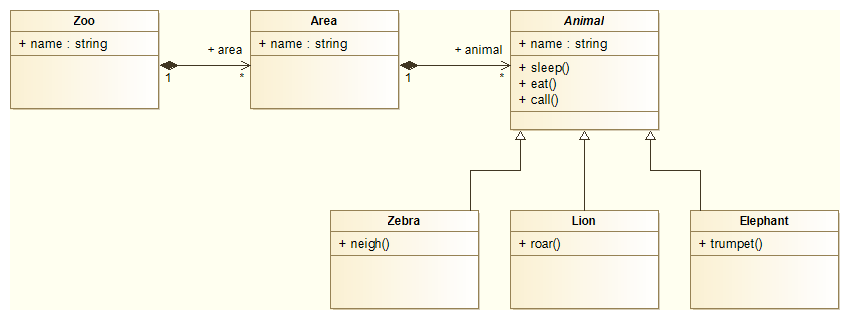 Zoo
+ name : string
+ area
1
*
Area
+ name : string
+ animal
1
*
Animal
+ name : string
+ sleep()
+ eat()
+ call()
Zebra
+ neigh()
Lion
+ roar()
Elephant
+ trumpet()